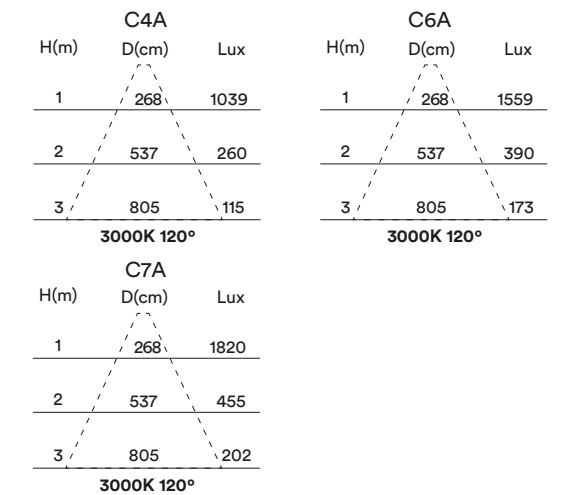 C4A
H(m) D(cm) Lux
1 268 1039
2 537 260
3 805 115
3000K 120°
C6A
H(m) D(cm) Lux
1 268 1559
2 537 390
3 805 173
3000K 120°
C7A
H(m) D(cm) Lux
1 268 1820
2 537 455
3 805 202
3000K 120°